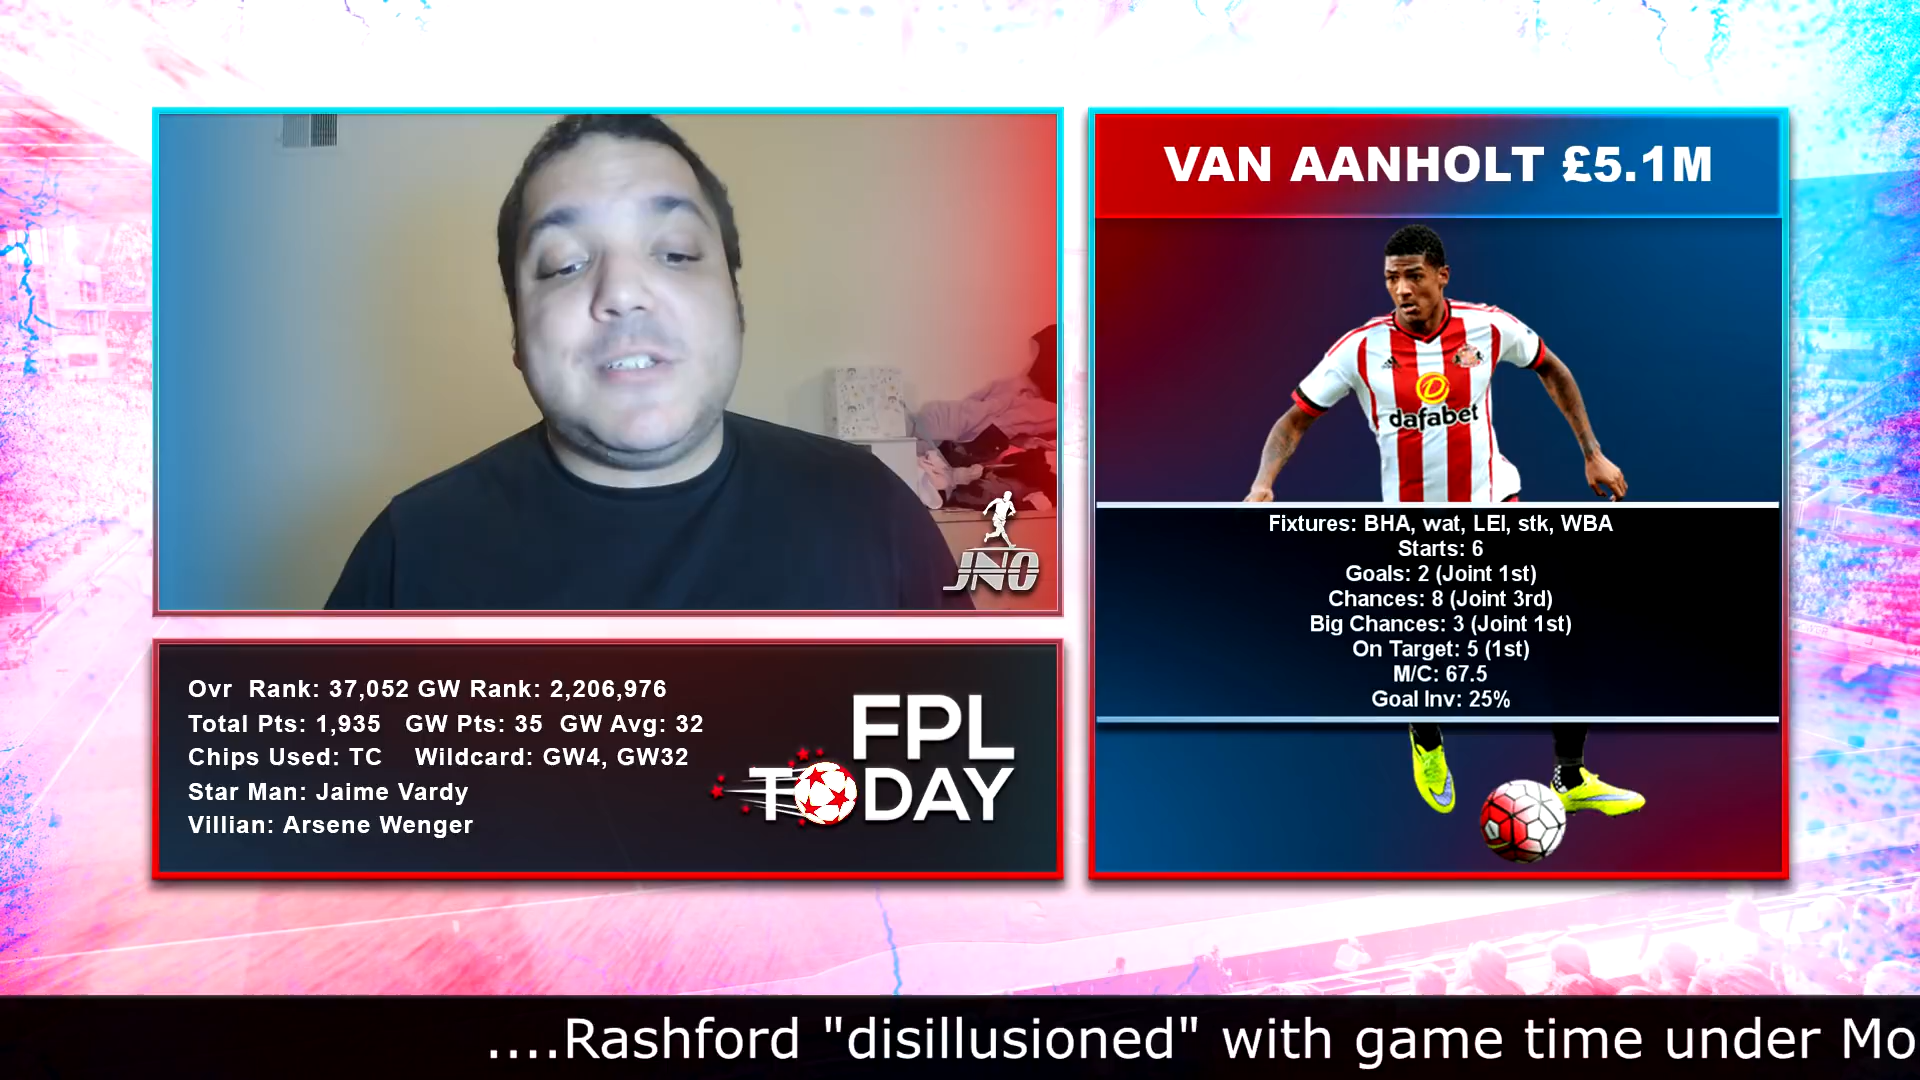 JNO
Ovr Rank: 37,052 GW Rank: 2,206,976
Total Pts: 1,935 GW Pts: 35 GW Avg: 32
Chips Used: TC Wildcard: GW4, GW32
Star Man: Jaime Vardy
Villian: Arsene Wenger
FPL
TODAY
VAN AANHOLT £5.1M
dafabet
Fixtures: BHA, wat, LEI, stk, WBA
Starts: 6
Goals: 2 (Joint 1st)
Chances: 8 (Joint 3rd)
Big Chances: 3 (Joint 1st)
On Target: 5 (1st)
M/C: 67.5
Goal Inv: 25%
....Rashford "disillusioned" with game time under Mo